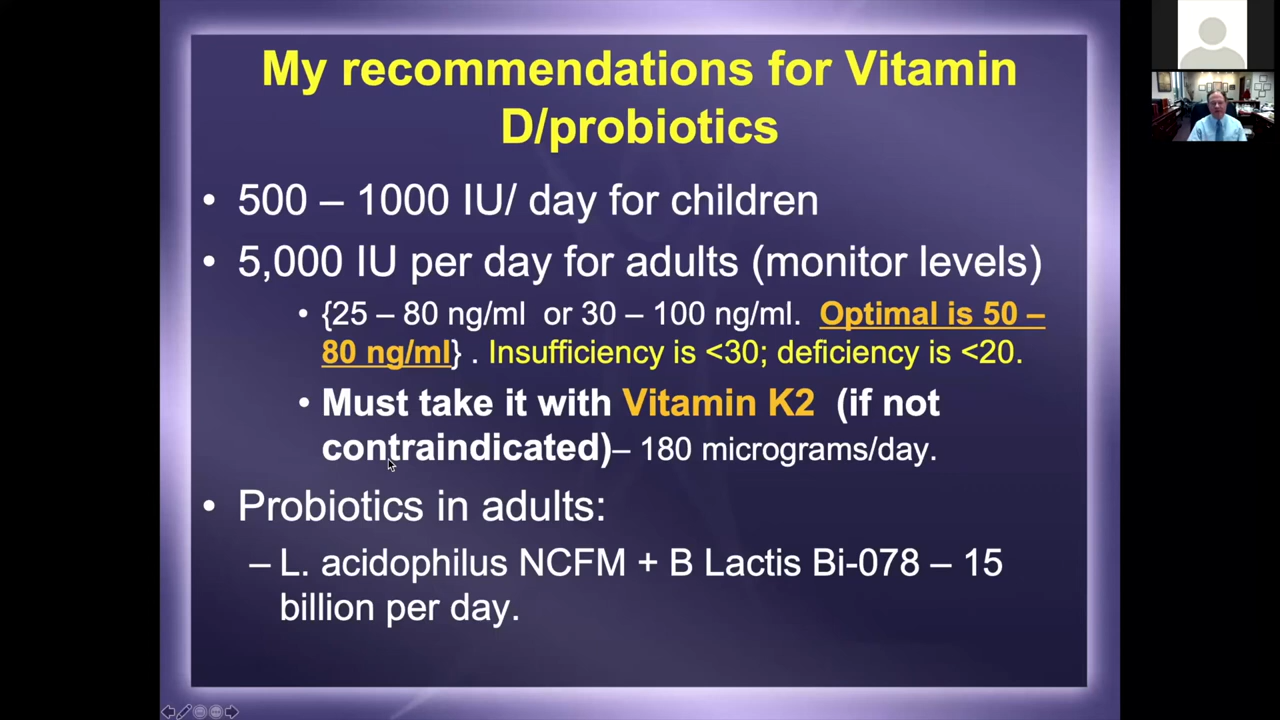 My recommendations for Vitamin
D/probiotics
• 500 – 1000 IU/ day for children
• 5,000 IU per day for adults (monitor levels)
• {25 – 80 ng/ml or 30 – 100 ng/ml. Optimal is 50 –
80 ng/ml} . Insufficiency is <30; deficiency is <20.
• Must take it with Vitamin K2 (if not
contraindicated)– 180 micrograms/day.
• Probiotics in adults:
– L. acidophilus NCFM + B Lactis Bi-078 – 15
billion per day.